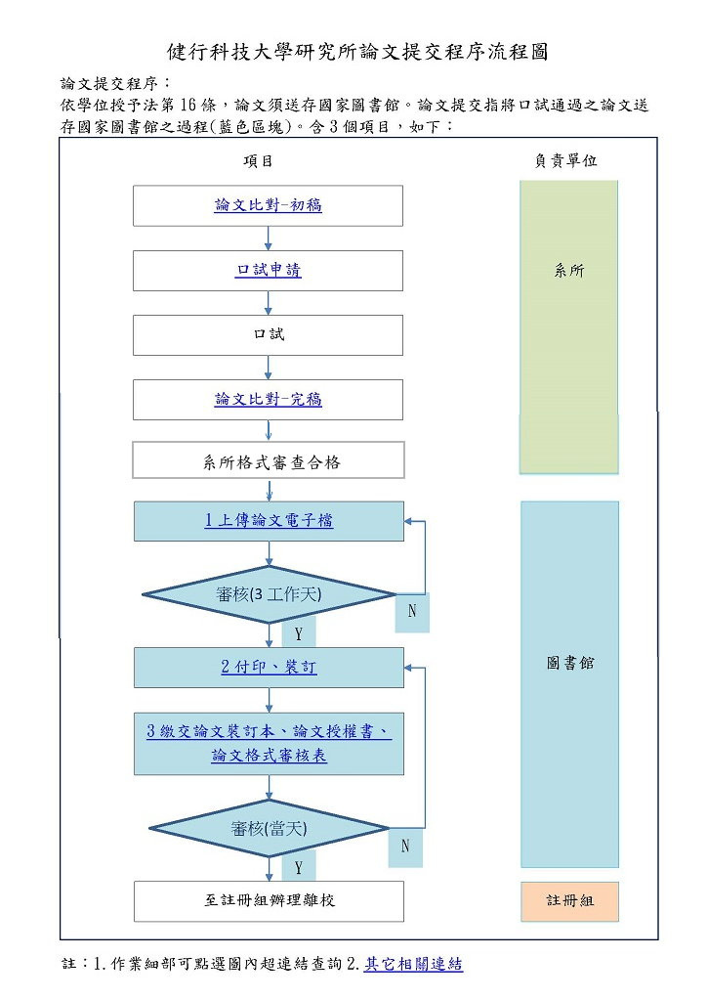 健行科技大學研究所論文提交程序流程圖
論文提交程序：
依學位授予法第16條，論文須送存國家圖書館。論文提交指將口試通過之論文送
存國家圖書館之過程(藍色區塊)。含3個項目，如下：
項目
負責單位
論文比對-初稿
口試申請
系所
口試
論文比對-完稿
系所格式審查合格
1上傳論文電子檔
審核(3 工作天)
N
Y
圖書館
2付印、裝訂
3繳交論文裝訂本、論文授權書、
論文格式審核表
審核(當天)
N
Y
至註冊組辦理離校
註冊組
註：1.作業細部可點選圖內超連結查詢2.其它相關連結